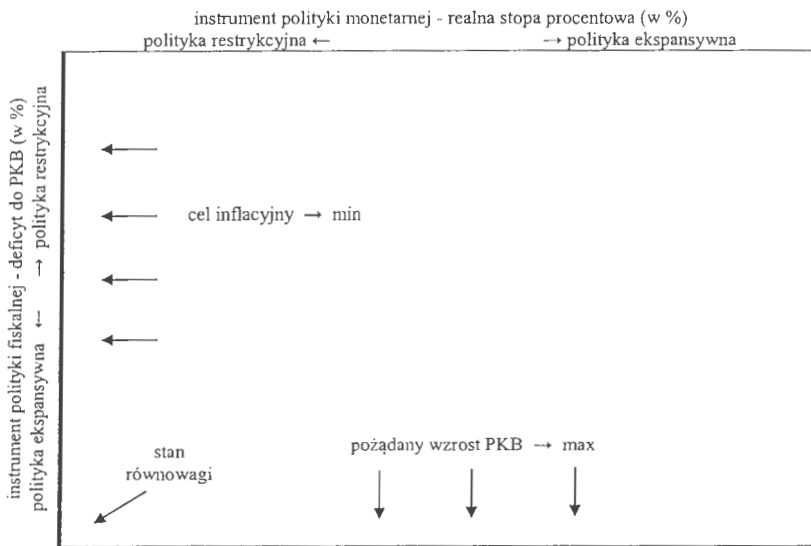 instrument polityki monetarnej - realna stopa procentowa (w %)
polityka restrykcyjna ← → polityka ekspansywna
instrument polityki fiskalnej - deficyt do PKB (w %)
polityka ekspansywna ← → polityka restrykcyjna
cel inflacyjny → min
pożądany wzrost PKB → max
stan
równowagi